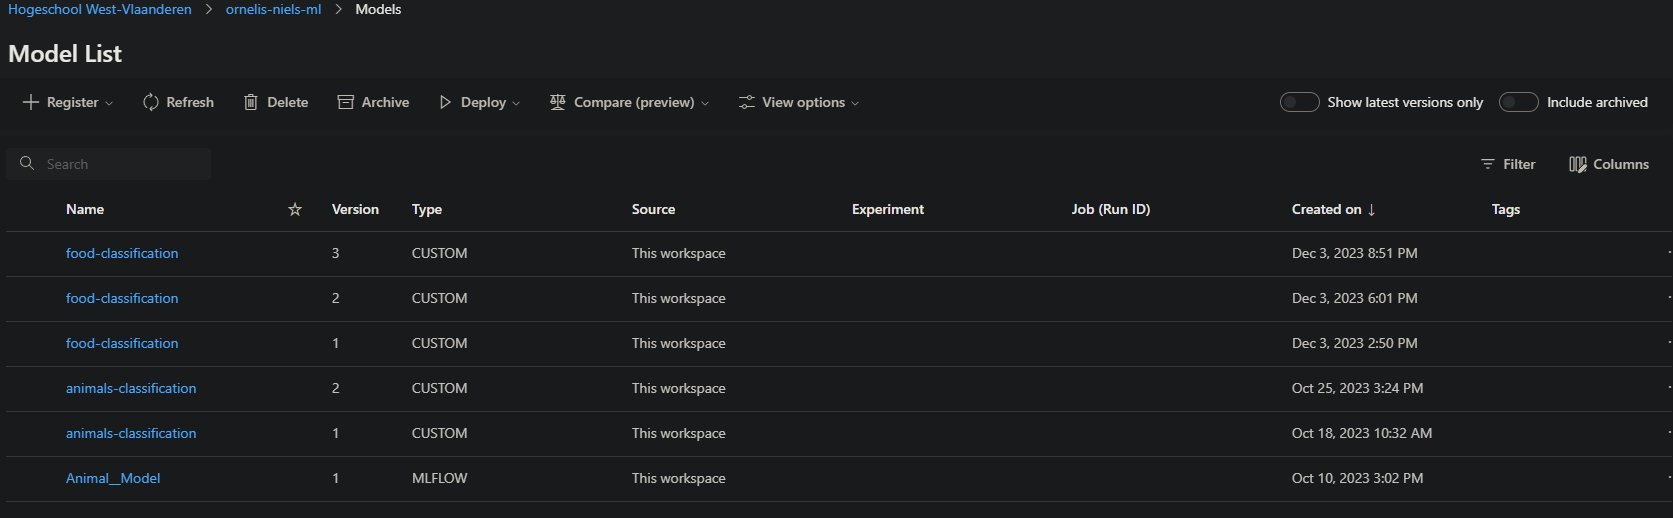 Hogeschool West-Vlaanderen > ornelis-niels-ml > Models
Model List
Register Refresh Delete Archive Deploy Compare (preview) View options Show latest versions only Include archived
Search Filter Columns
Name Version Type Source Experiment Job (Run ID) Created on ↓ Tags
food-classification 3 CUSTOM This workspace Dec 3, 2023 8:51 PM
food-classification 2 CUSTOM This workspace Dec 3, 2023 6:01 PM
food-classification 1 CUSTOM This workspace Dec 3, 2023 2:50 PM
animals-classification 2 CUSTOM This workspace Oct 25, 2023 3:24 PM
animals-classification 1 CUSTOM This workspace Oct 18, 2023 10:32 AM
Animal__Model 1 MLFLOW This workspace Oct 10, 2023 3:02 PM